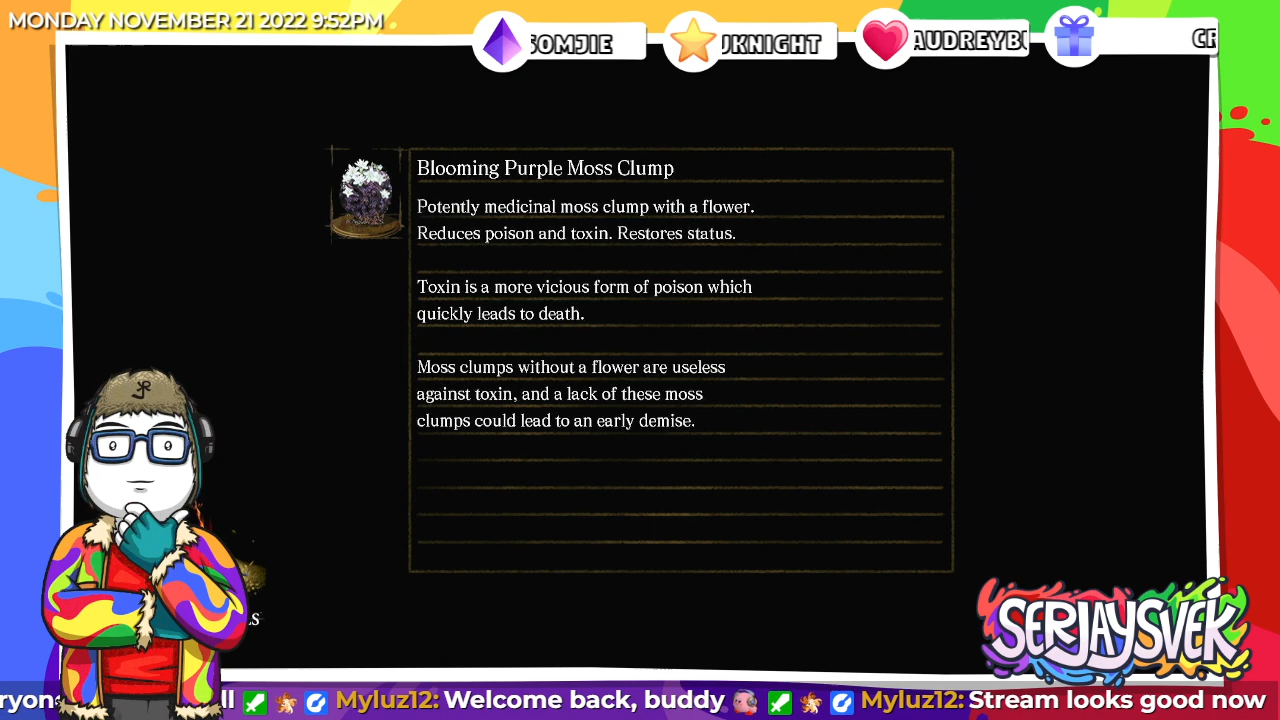 MONDAY NOVEMBER 21 2022 9:52PM
SOMJIE
JKNIGHT
AUDREYB
CR
Blooming Purple Moss Clump
Potently medicinal moss clump with a flower.
Reduces poison and toxin. Restores status.
Toxin is a more vicious form of poison which
quickly leads to death.
Moss clumps without a flower are useless
against toxin, and a lack of these moss
clumps could lead to an early demise.
SERJAYSVEK
Myluz12: Welcome back, buddy Myluz12: Stream looks good now